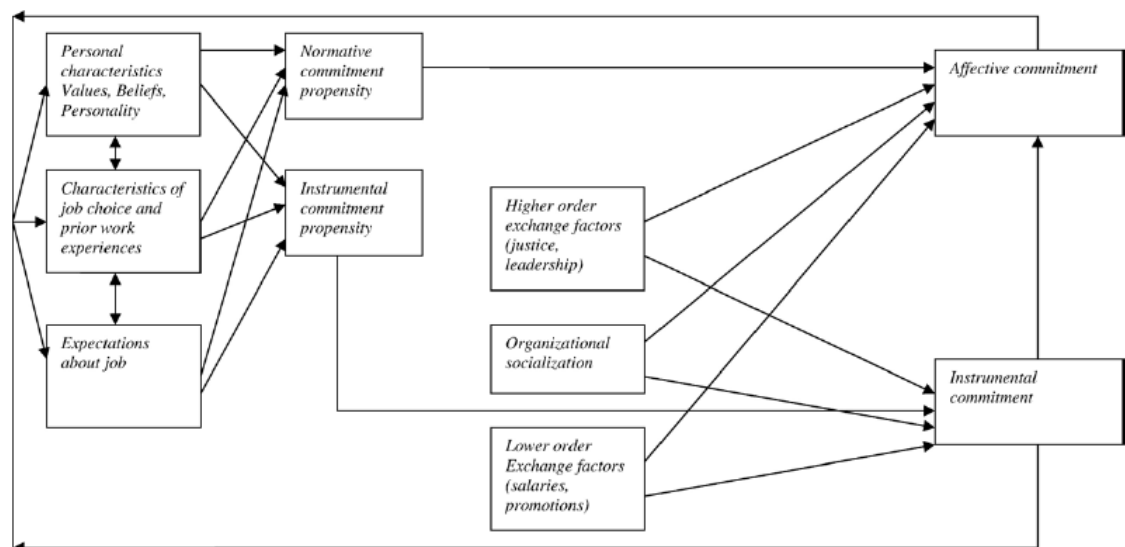 Personal
characteristics
Values, Beliefs,
Personality
Normative
commitment
propensity
Affective commitment
Characteristics of
job choice and
prior work
experiences
Instrumental
commitment
propensity
Higher order
exchange factors
(justice,
leadership)
Expectations
about job
Organizational
socialization
Instrumental
commitment
Lower order
Exchange factors
(salaries,
promotions)